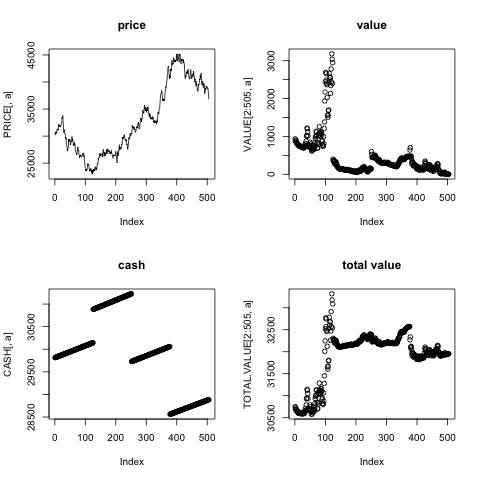 price
PRICE[, a]
25000 35000 45000
0 100 200 300 400 500
Index
value
VALUE[2:505, a]
0 1000 2000 3000
0 100 200 300 400 500
Index
cash
CASH[, a]
28500 29500 30500
0 100 200 300 400 500
Index
total value
TOTAL.VALUE[2:505, a]
30500 31500 32500
0 100 200 300 400 500
Index